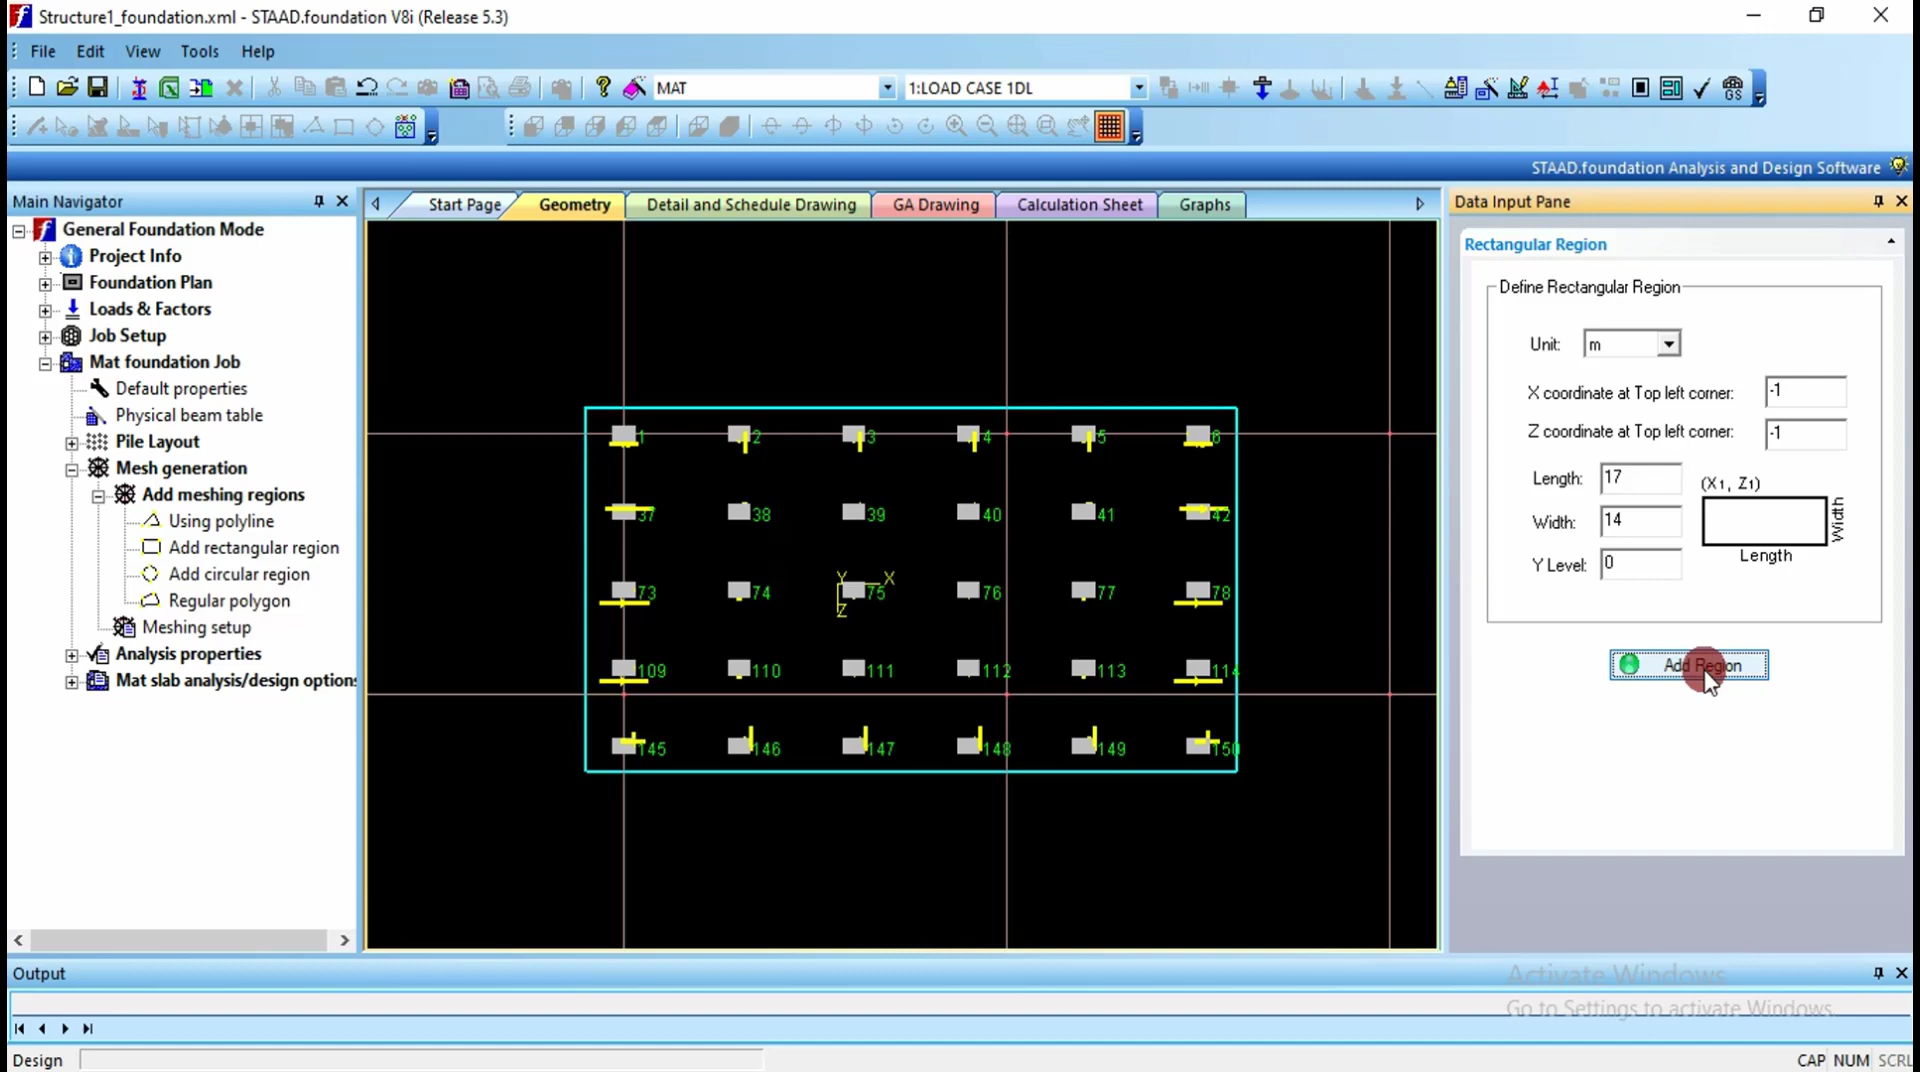 Structure1_foundation.xml - STAAD.foundation V8i (Release 5.3)
File Edit View Tools Help
MAT 1:LOAD CASE 1DL
GS
STAAD.foundation Analysis and Design Software
Main Navigator
General Foundation Mode
Project Info
Foundation Plan
Loads & Factors
Job Setup
Mat foundation Job
Default properties
Physical beam table
Pile Layout
Mesh generation
Add meshing regions
Using polyline
Add rectangular region
Add circular region
Regular polygon
Meshing setup
Analysis properties
Mat slab analysis/design option
Start Page Geometry Detail and Schedule Drawing GA Drawing Calculation Sheet Graphs
1 2 3 4 5 6
37 38 39 40 41 42
Y X
73 74 75 76 77 78
Z
109 110 111 112 113 114
145 146 147 148 149 150
Data Input Pane
Rectangular Region
Define Rectangular Region
Unit: m
X coordinate at Top left corner: -1
Z coordinate at Top left corner: -1
Length: 17
(X1, Z1)
Width: 14
Width
Length
Y Level: 0
Add Region
Output
Activate Windows
Go to Settings to activate Windows.
Design
CAP NUM SCRL